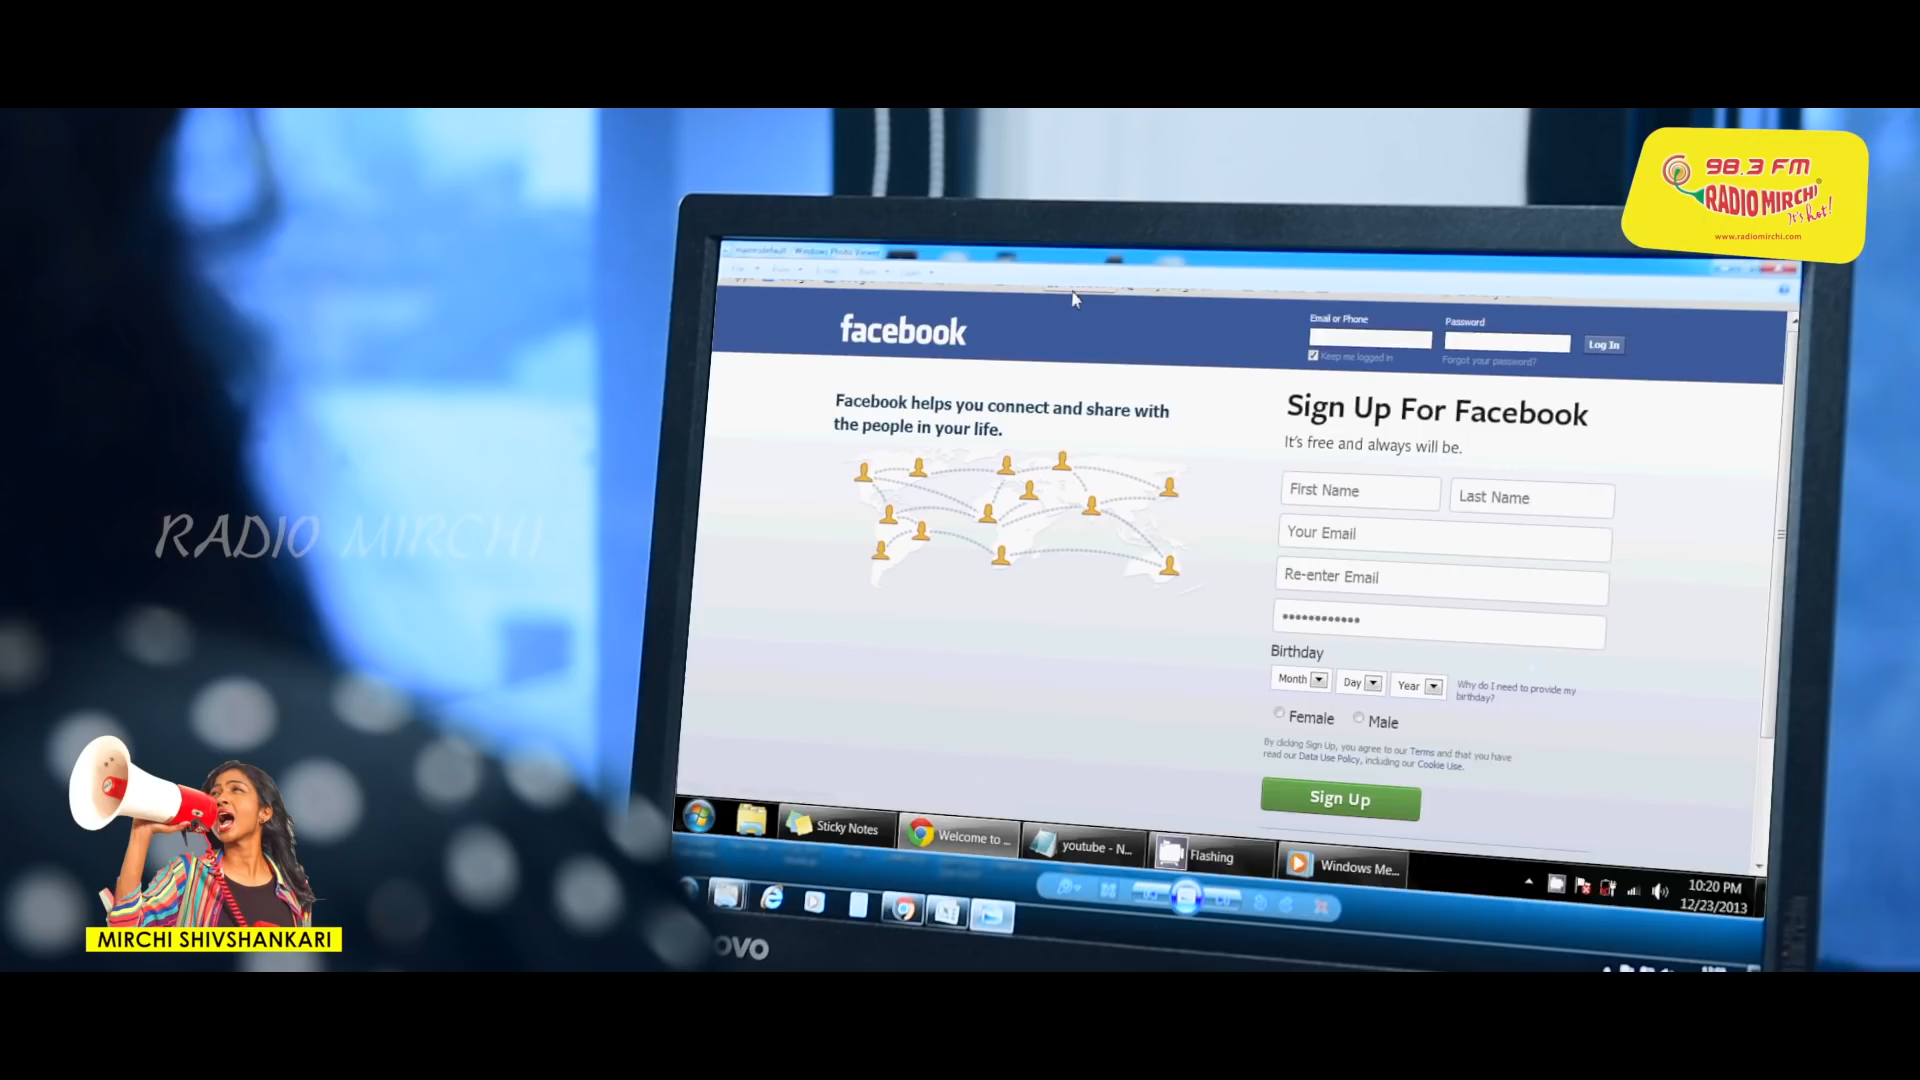 98.3 FM
RADIO MIRCHI
it's hot!
www.radiomirchi.com
Windows Photo Viewer
facebook
Email or Phone
Password
Keep me logged in
Forgot your password?
Log In
Facebook helps you connect and share with
the people in your life.
Sign Up For Facebook
It's free and always will be.
First Name
Last Name
Your Email
Re-enter Email
Birthday
Month
Day
Year
Why do I need to provide my
birthday?
Female
Male
By clicking Sign Up, you agree to our Terms and that you have
read our Data Use Policy, including our Cookie Use.
Sign Up
RADIO MIRCHI
Sticky Notes
Welcome to ...
youtube - N...
Flashing
Windows Me...
10:20 PM
12/23/2013
OVO
MIRCHI SHIVSHANKARI